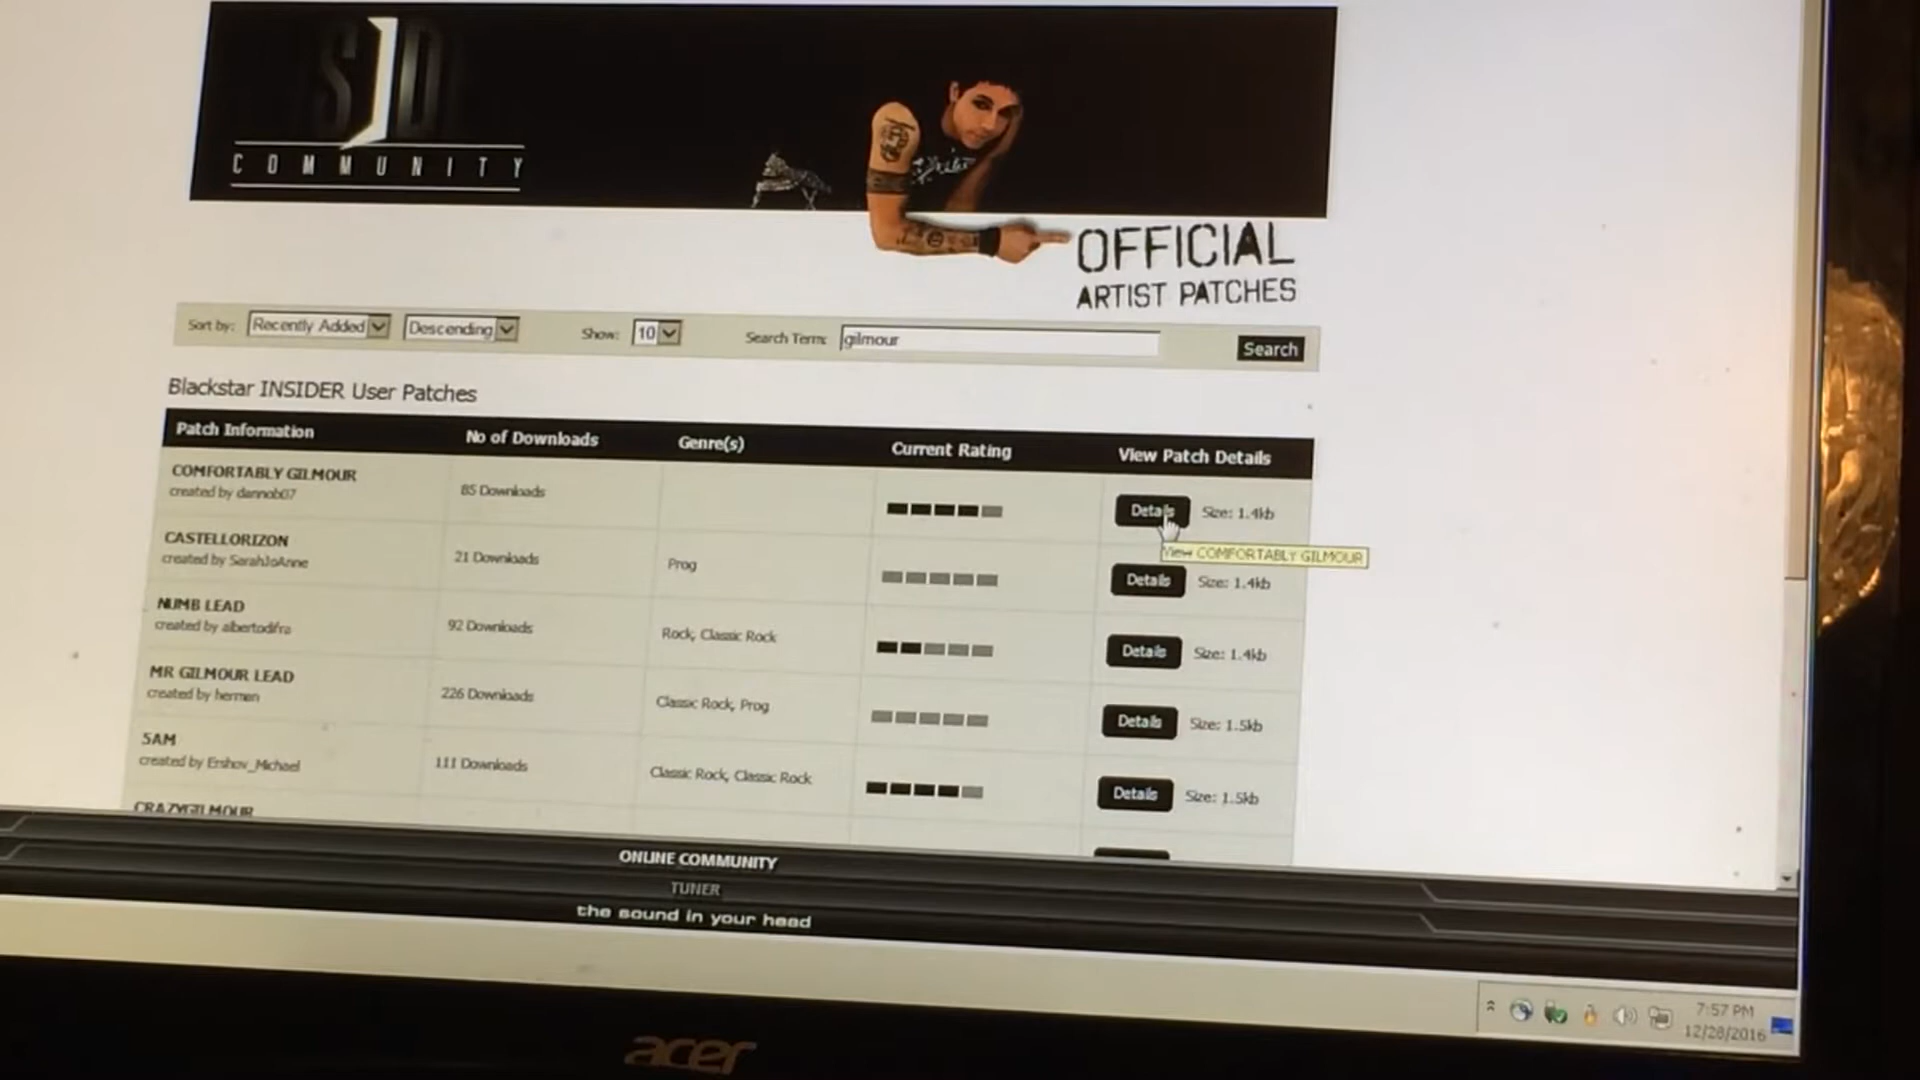 SJD
COMMUNITY
OFFICIAL
ARTIST PATCHES
Sort by: Recently Added Descending Show: 10 Search Term: gilmour Search
Blackstar INSIDER User Patches
Patch Information No of Downloads Genre(s) Current Rating View Patch Details
COMFORTABLY GILMOUR
created by dannob07
85 Downloads Details Size: 1.4kb
View COMFORTABLY GILMOUR
CASTELLORIZON
created by SarahJoAnne
21 Downloads Prog Details Size: 1.4kb
NUMB LEAD
created by albertodifra
92 Downloads Rock, Classic Rock Details Size: 1.4kb
MR GILMOUR LEAD
created by herman
226 Downloads Classic Rock, Prog Details Size: 1.5kb
SAM
created by Ershov_Michael
111 Downloads Classic Rock, Classic Rock Details Size: 1.5kb
CRAZYGILMOUR
ONLINE COMMUNITY
TUNER
the sound in your head
7:57 PM
12/28/2016
acer